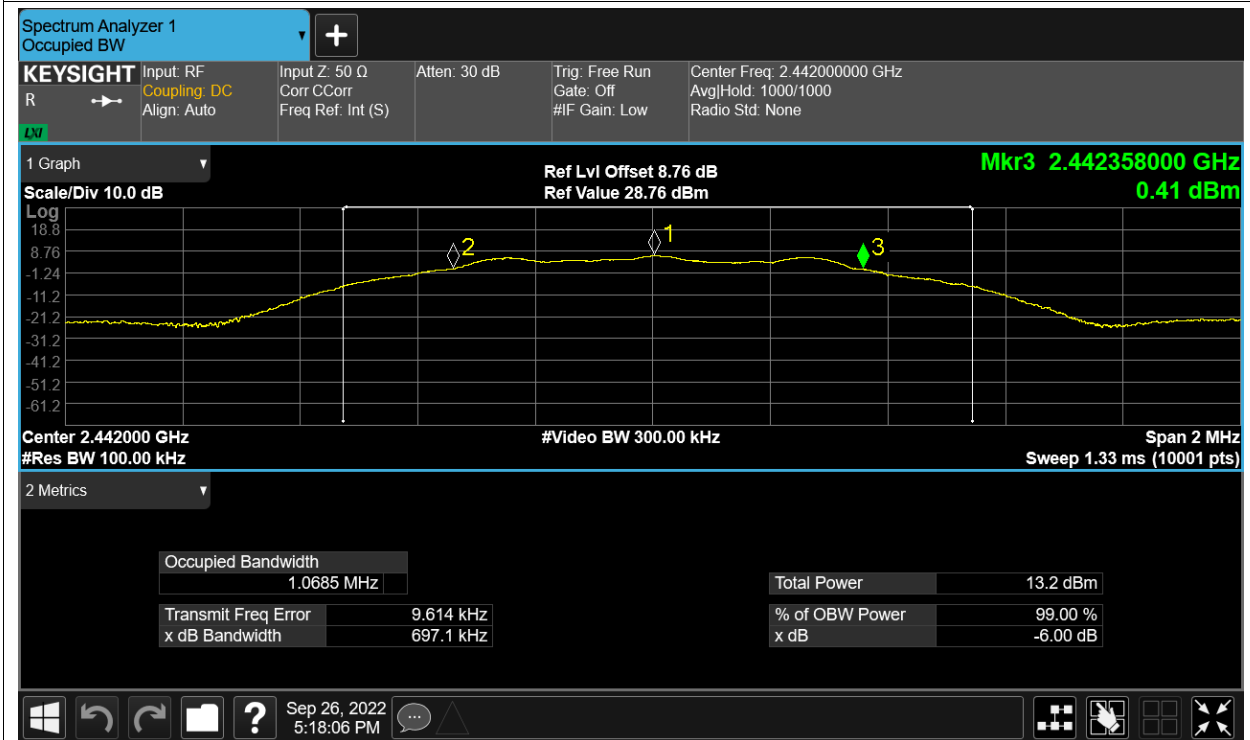 Spectrum Analyzer 1
Occupied BW
+
KEYSIGHT
R
LXI
Input: RF
Coupling: DC
Align: Auto
Input Z: 50 Ω
Corr CCorr
Freq Ref: Int (S)
Atten: 30 dB
Trig: Free Run
Gate: Off
#IF Gain: Low
Center Freq: 2.442000000 GHz
Avg|Hold: 1000/1000
Radio Std: None
1 Graph
Scale/Div 10.0 dB
Ref Lvl Offset 8.76 dB
Ref Value 28.76 dBm
Mkr3 2.442358000 GHz
0.41 dBm
Log
18.8
8.76
-1.24
-11.2
-21.2
-31.2
-41.2
-51.2
-61.2
2
1
3
Center 2.442000 GHz
#Res BW 100.00 kHz
#Video BW 300.00 kHz
Span 2 MHz
Sweep 1.33 ms (10001 pts)
2 Metrics
Occupied Bandwidth
1.0685 MHz
Transmit Freq Error 9.614 kHz
x dB Bandwidth 697.1 kHz
Total Power 13.2 dBm
% of OBW Power 99.00 %
x dB -6.00 dB
?
Sep 26, 2022
5:18:06 PM